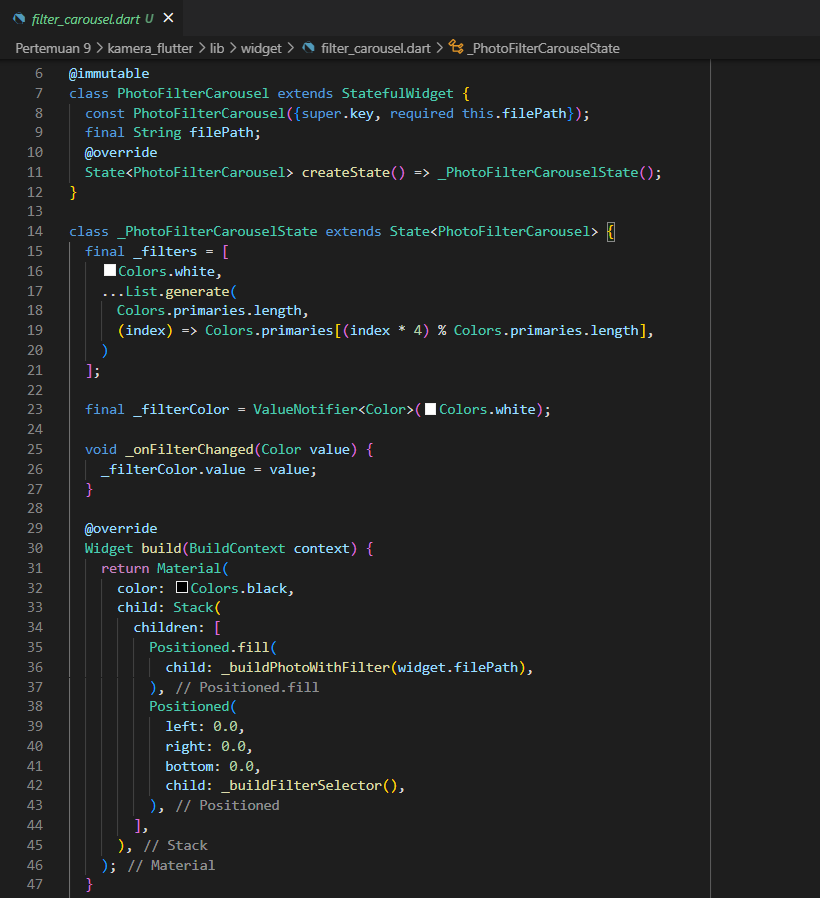 filter_carousel.dart U ×
Pertemuan 9 > kamera_flutter > lib > widget > filter_carousel.dart > _PhotoFilterCarouselState
6 @immutable
7 class PhotoFilterCarousel extends StatefulWidget {
8   const PhotoFilterCarousel({super.key, required this.filePath});
9   final String filePath;
10   @override
11   State<PhotoFilterCarousel> createState() => _PhotoFilterCarouselState();
12 }
13
14 class _PhotoFilterCarouselState extends State<PhotoFilterCarousel> {
15   final _filters = [
16     Colors.white,
17     ...List.generate(
18       Colors.primaries.length,
19       (index) => Colors.primaries[(index * 4) % Colors.primaries.length],
20     )
21   ];
22
23   final _filterColor = ValueNotifier<Color>(Colors.white);
24
25   void _onFilterChanged(Color value) {
26     _filterColor.value = value;
27   }
28
29   @override
30   Widget build(BuildContext context) {
31     return Material(
32       color: Colors.black,
33       child: Stack(
34         children: [
35           Positioned.fill(
36             child: _buildPhotoWithFilter(widget.filePath),
37           ), // Positioned.fill
38           Positioned(
39             left: 0.0,
40             right: 0.0,
41             bottom: 0.0,
42             child: _buildFilterSelector(),
43           ), // Positioned
44         ],
45       ), // Stack
46     ); // Material
47   }